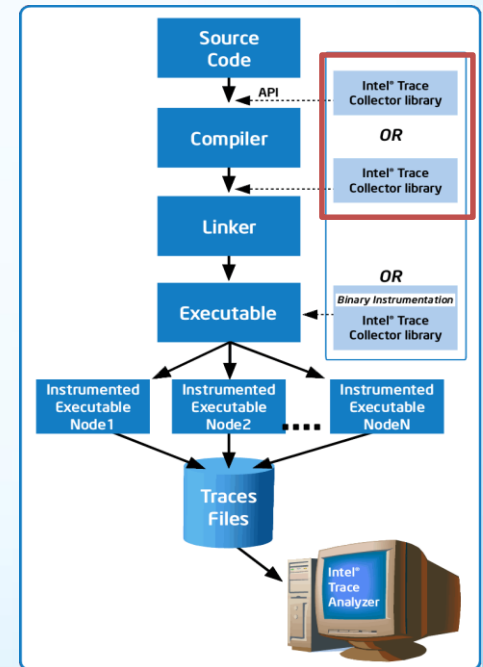 Source
Code
API
Intel® Trace
Collector library
OR
Compiler
Intel® Trace
Collector library
Linker
OR
Binary Instrumentation
Executable
Intel® Trace
Collector library
Instrumented
Executable
Node1
Instrumented
Executable
Node2
Instrumented
Executable
NodeN
Traces
Files
Intel®
Trace
Analyzer